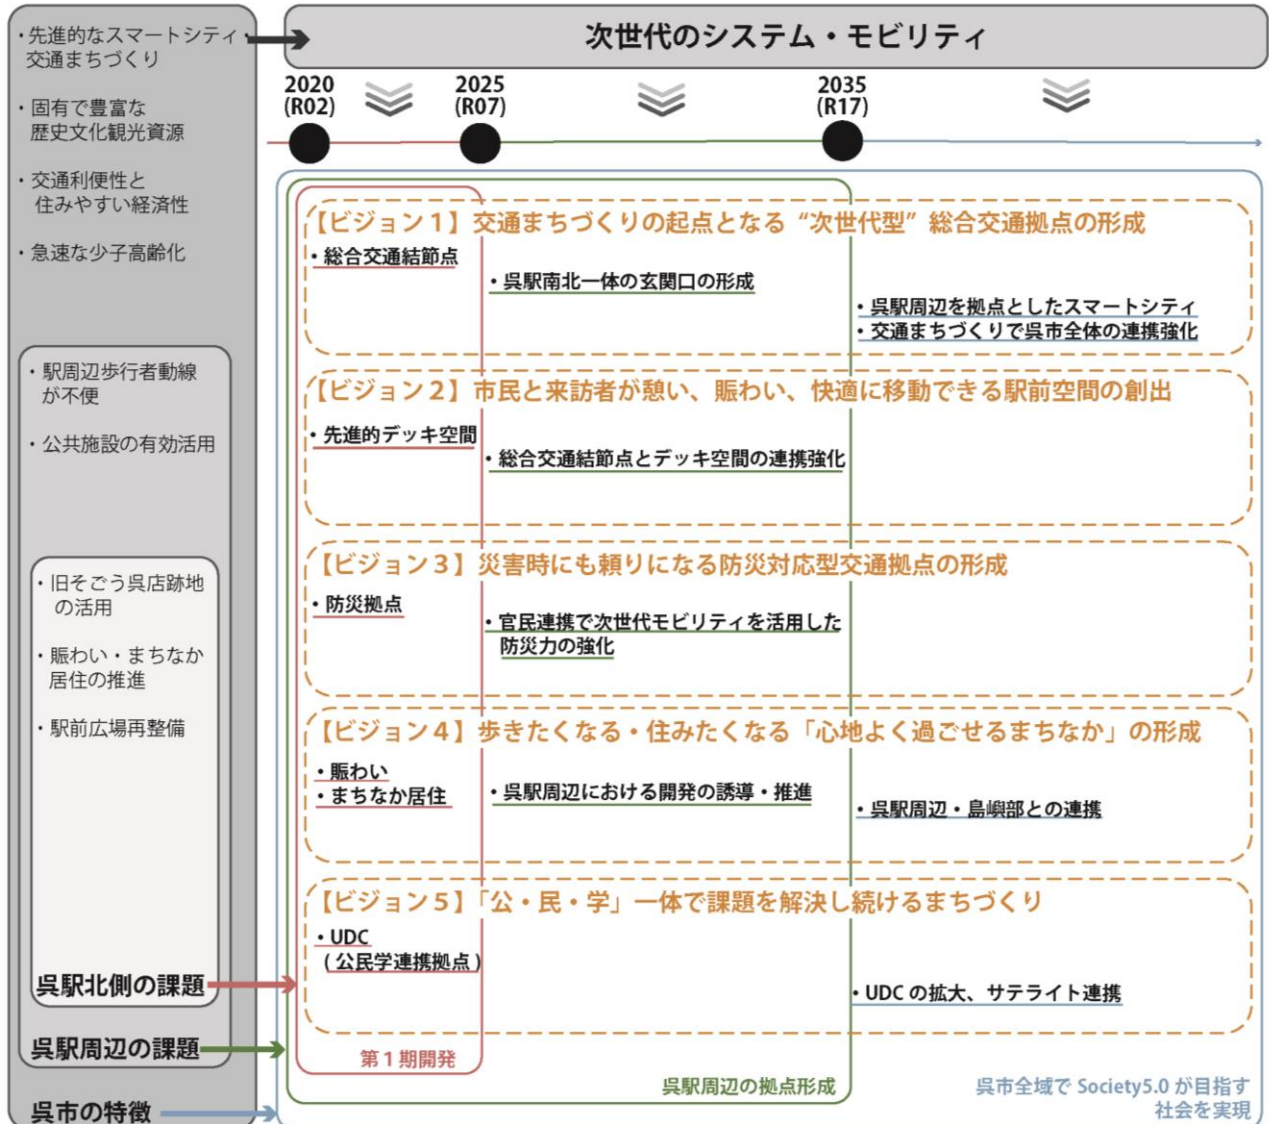 ・先進的なスマートシティ・
交通まちづくり
・固有で豊富な
歴史文化観光資源
・交通利便性と
住みやすい経済性
・急速な少子高齢化
・駅周辺歩行者動線
が不便
・公共施設の有効活用
・旧そごう呉店跡地
の活用
・賑わい・まちなか
居住の推進
・駅前広場再整備
呉駅北側の課題
呉駅周辺の課題
呉市の特徴
次世代のシステム・モビリティ
2020
(R02)
2025
(R07)
2035
(R17)
【ビジョン1】交通まちづくりの起点となる“次世代型”総合交通拠点の形成
・総合交通結節点
・呉駅南北一体の玄関口の形成
・呉駅周辺を拠点としたスマートシティ
・交通まちづくりで呉市全体の連携強化
【ビジョン2】市民と来訪者が憩い、賑わい、快適に移動できる駅前空間の創出
・先進的デッキ空間
・総合交通結節点とデッキ空間の連携強化
【ビジョン3】災害時にも頼りになる防災対応型交通拠点の形成
・防災拠点
・官民連携で次世代モビリティを活用した
防災力の強化
【ビジョン4】歩きたくなる・住みたくなる「心地よく過ごせるまちなか」の形成
・賑わい
・まちなか居住
・呉駅周辺における開発の誘導・推進
・呉駅周辺・島嶼部との連携
【ビジョン5】「公・民・学」一体で課題を解決し続けるまちづくり
・UDC
(公民学連携拠点)
・UDCの拡大、サテライト連携
第1期開発
呉駅周辺の拠点形成
呉市全域で Society5.0 が目指す
社会を実現